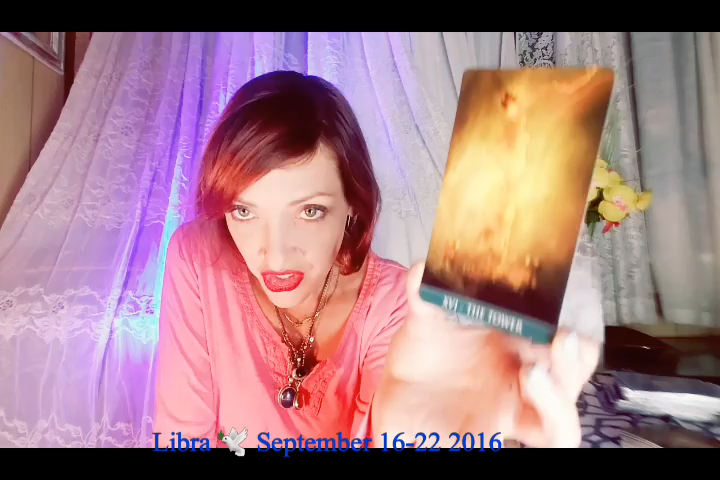 XVI · THE TOWER
Libra 🕊 September 16-22 2016